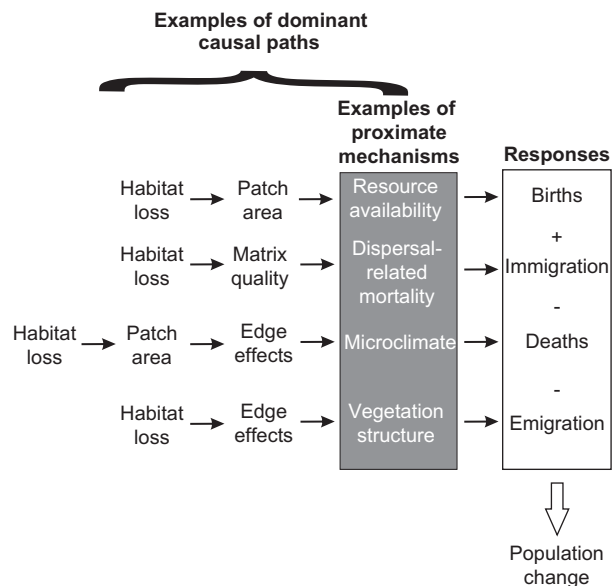 Examples of dominant
causal paths
Examples of
proximate
mechanisms
Responses
Habitat
loss
Patch
area
Resource
availability
Births
+
Habitat
loss
Matrix
quality
Dispersal-
related
mortality
Immigration
-
Habitat
loss
Patch
area
Edge
effects
Microclimate
Deaths
-
Habitat
loss
Edge
effects
Vegetation
structure
Emigration
Population
change